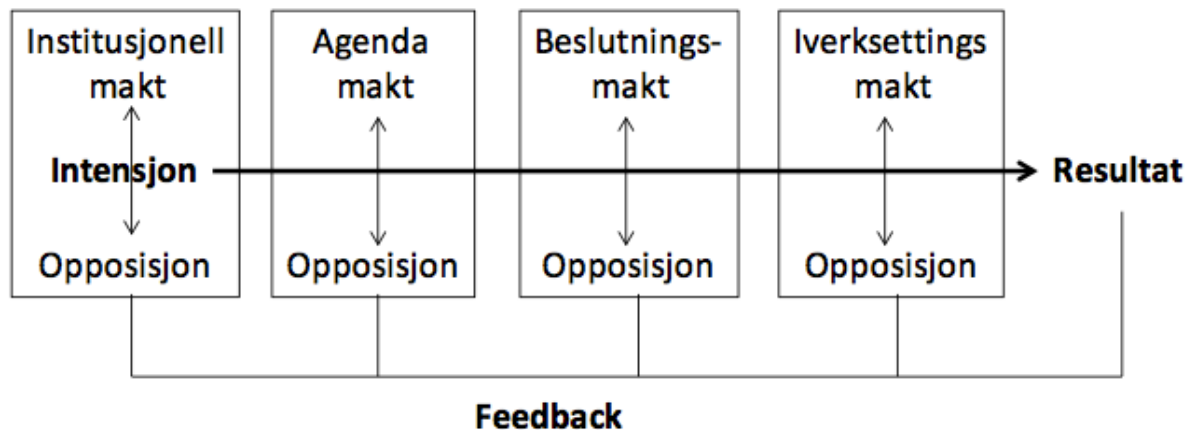 Institusjonell
makt
Intensjon
Opposisjon
Agenda
makt
Opposisjon
Beslutnings-
makt
Opposisjon
Iverksettings
makt
Opposisjon
Resultat
Feedback